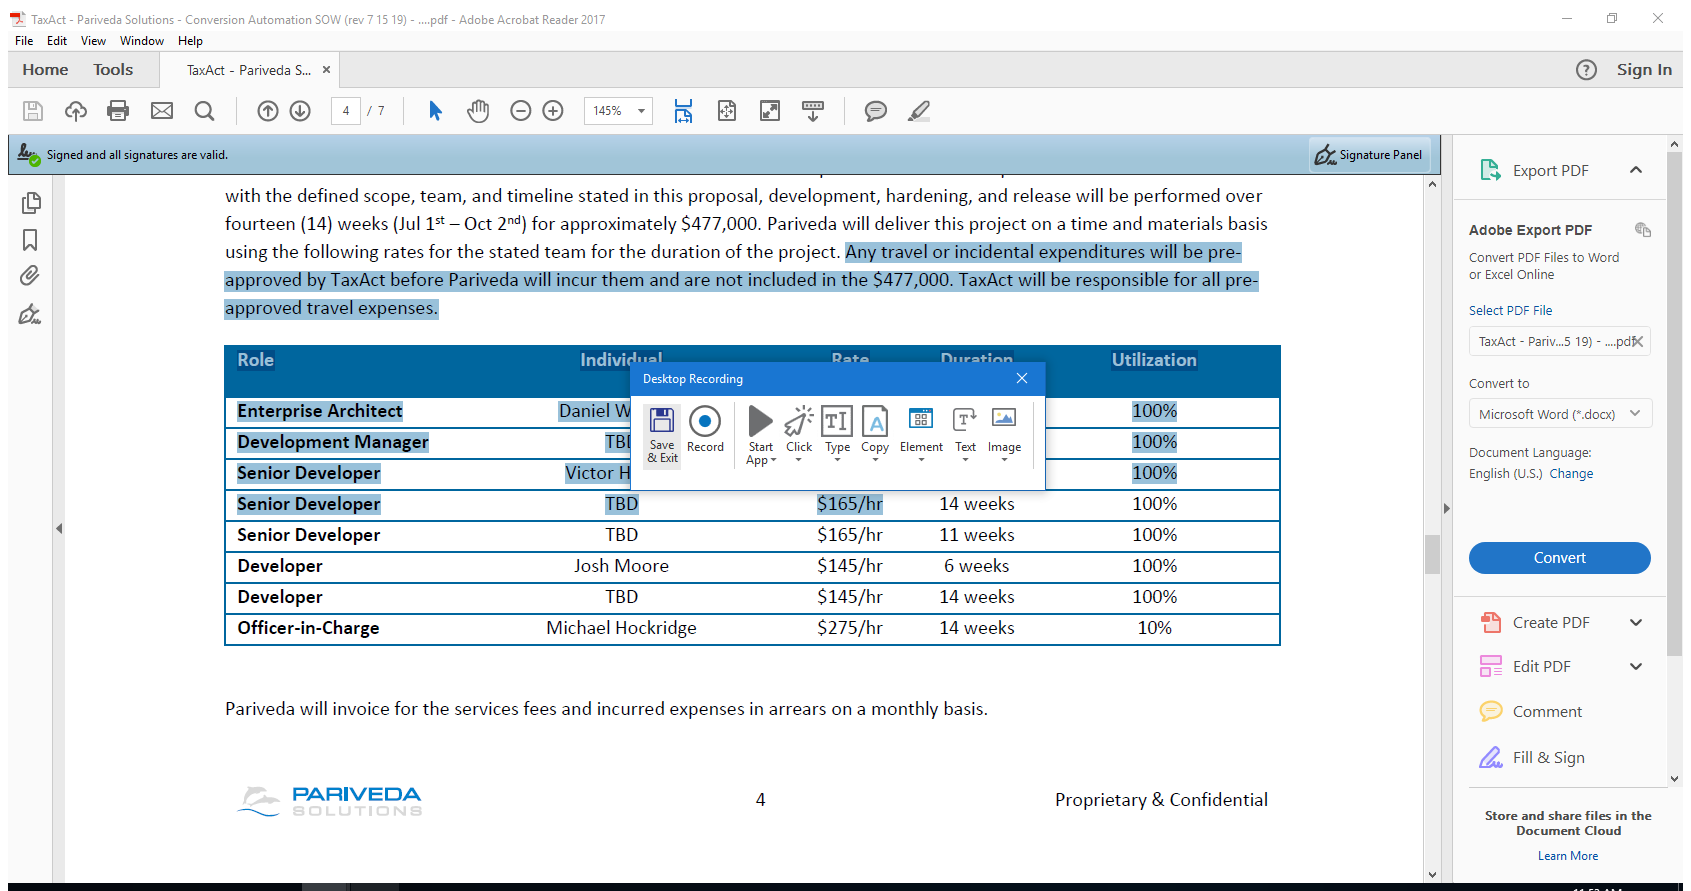 TaxAct - Pariveda Solutions - Conversion Automation SOW (rev 7 15 19) - ....pdf - Adobe Acrobat Reader 2017
File Edit View Window Help
Home Tools TaxAct - Pariveda S... × Sign In
4 / 7 145%
Signed and all signatures are valid. Signature Panel
with the defined scope, team, and timeline stated in this proposal, development, hardening, and release will be performed over
fourteen (14) weeks (Jul 1st – Oct 2nd) for approximately $477,000. Pariveda will deliver this project on a time and materials basis
using the following rates for the stated team for the duration of the project. Any travel or incidental expenditures will be pre-
approved by TaxAct before Pariveda will incur them and are not included in the $477,000. TaxAct will be responsible for all pre-
approved travel expenses.
Role Individual Rate Duration Utilization
Enterprise Architect Daniel W 100%
Development Manager TBD 100%
Senior Developer Victor H 100%
Senior Developer TBD $165/hr 14 weeks 100%
Senior Developer TBD $165/hr 11 weeks 100%
Developer Josh Moore $145/hr 6 weeks 100%
Developer TBD $145/hr 14 weeks 100%
Officer-in-Charge Michael Hockridge $275/hr 14 weeks 10%
Desktop Recording
Save & Exit
Record
Start App
Click
Type
Copy
Element
Text
Image
Pariveda will invoice for the services fees and incurred expenses in arrears on a monthly basis.
PARIVEDA
SOLUTIONS
4
Proprietary & Confidential
Export PDF
Adobe Export PDF
Convert PDF Files to Word
or Excel Online
Select PDF File
TaxAct - Pariv...5 19) - ....pdf
Convert to
Microsoft Word (*.docx)
Document Language:
English (U.S.) Change
Convert
Create PDF
Edit PDF
Comment
Fill & Sign
Store and share files in the
Document Cloud
Learn More